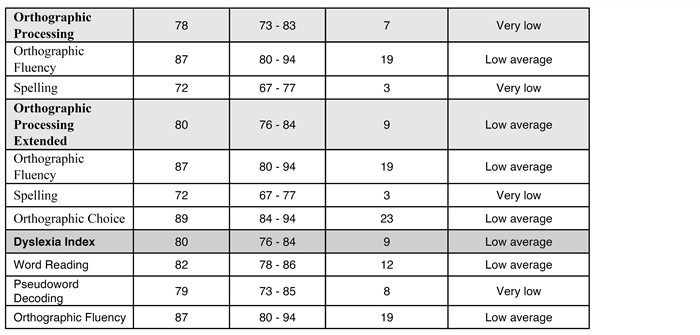 Orthographic
Processing 78 73 - 83 7 Very low
Orthographic
Fluency 87 80 - 94 19 Low average
Spelling 72 67 - 77 3 Very low
Orthographic
Processing
Extended 80 76 - 84 9 Low average
Orthographic
Fluency 87 80 - 94 19 Low average
Spelling 72 67 - 77 3 Very low
Orthographic Choice 89 84 - 94 23 Low average
Dyslexia Index 80 76 - 84 9 Low average
Word Reading 82 78 - 86 12 Low average
Pseudoword
Decoding 79 73 - 85 8 Very low
Orthographic Fluency 87 80 - 94 19 Low average